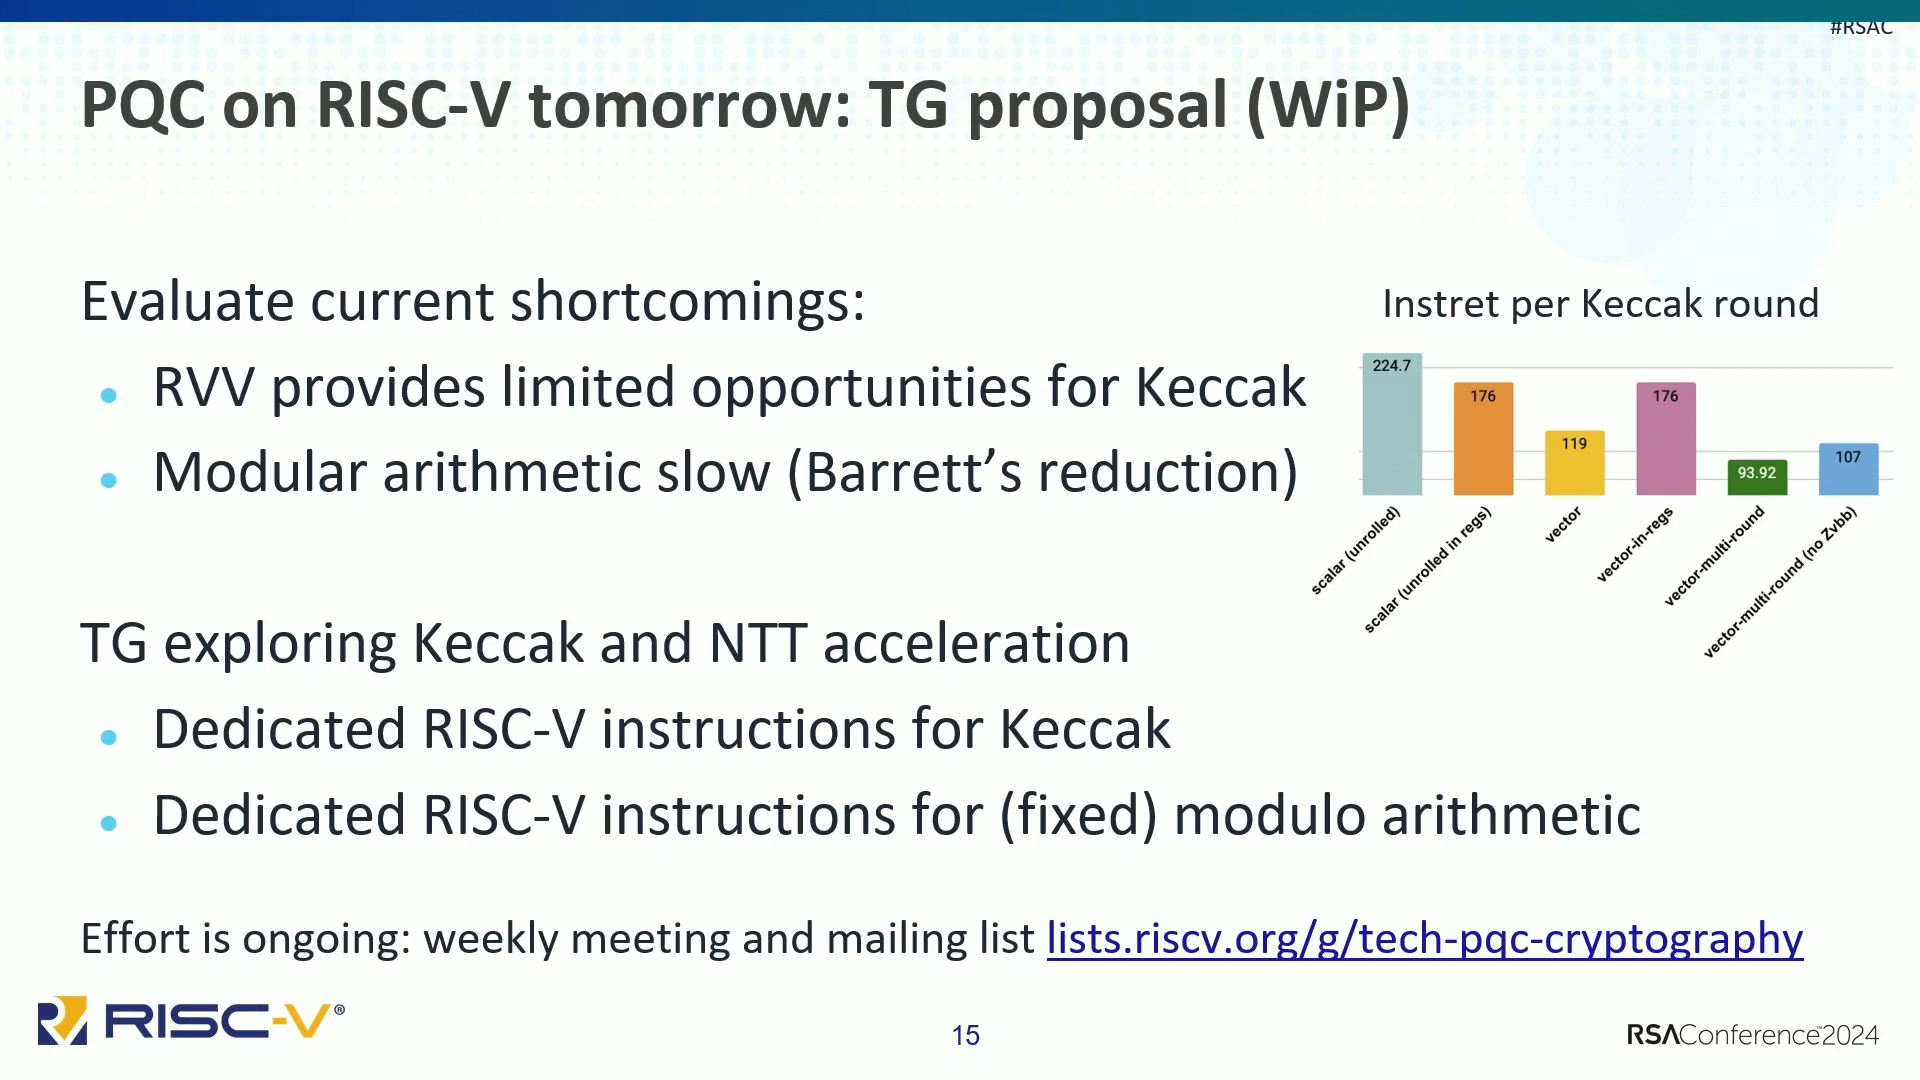 #RSAC
PQC on RISC-V tomorrow: TG proposal (WiP)
Evaluate current shortcomings:
RVV provides limited opportunities for Keccak
Modular arithmetic slow (Barrett’s reduction)
Instret per Keccak round
224.7
176
119
176
93.92
107
scalar (unrolled)
scalar (unrolled in regs)
vector
vector-in-regs
vector-multi-round
vector-multi-round (no Zvbb)
TG exploring Keccak and NTT acceleration
Dedicated RISC-V instructions for Keccak
Dedicated RISC-V instructions for (fixed) modulo arithmetic
Effort is ongoing: weekly meeting and mailing list lists.riscv.org/g/tech-pqc-cryptography
RISC-V®
15
RSAConference™2024